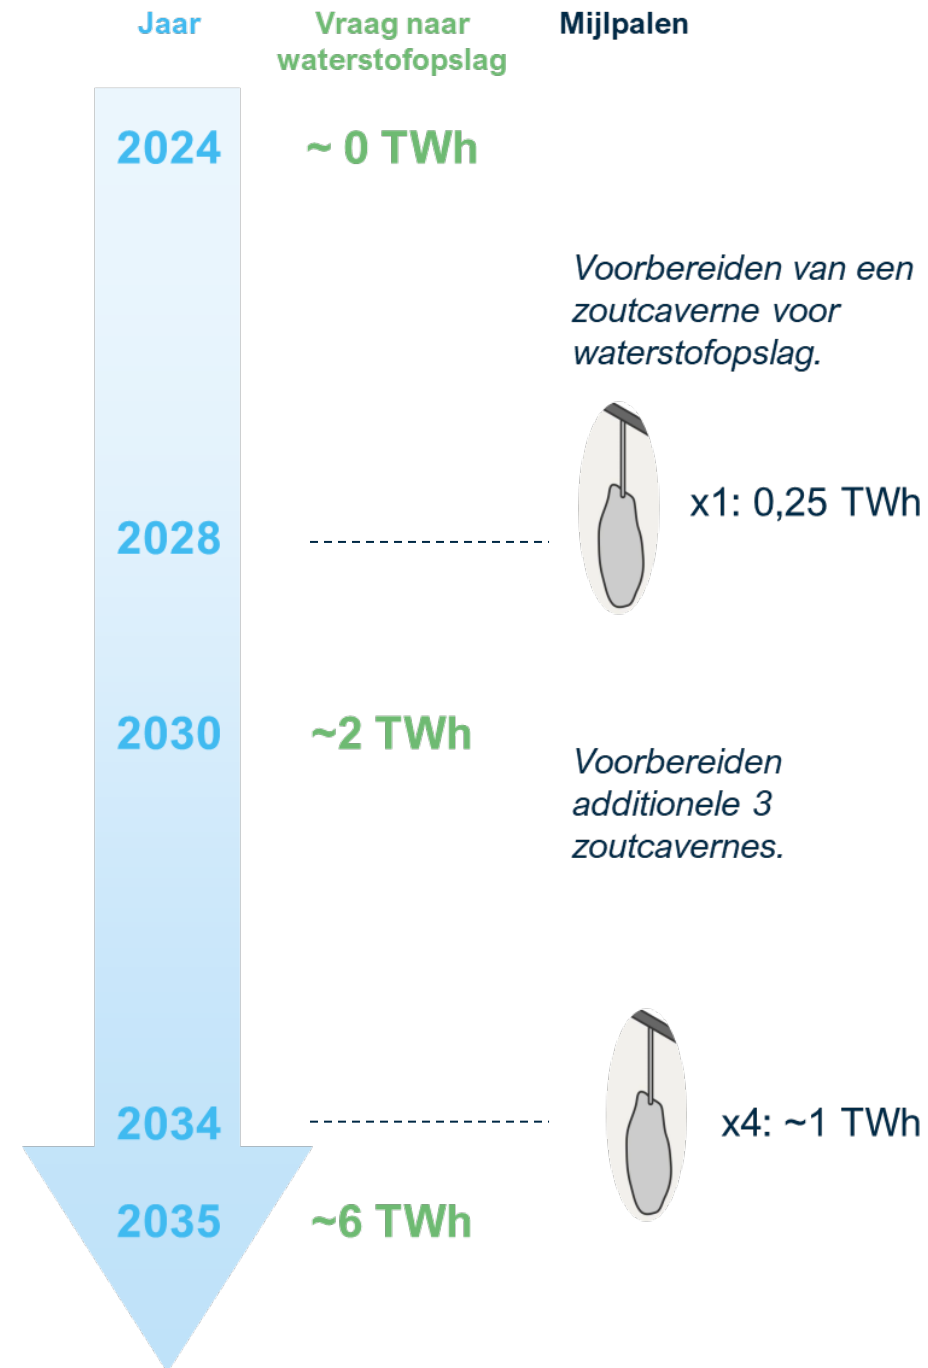 Jaar
Vraag naar
waterstofopslag
Mijlpalen
2024
~ 0 TWh
Voorbereiden van een
zoutcaverne voor
waterstofopslag.
x1: 0,25 TWh
2028
2030
~2 TWh
Voorbereiden
additionele 3
zoutcavernes.
2034
x4: ~1 TWh
2035
~6 TWh